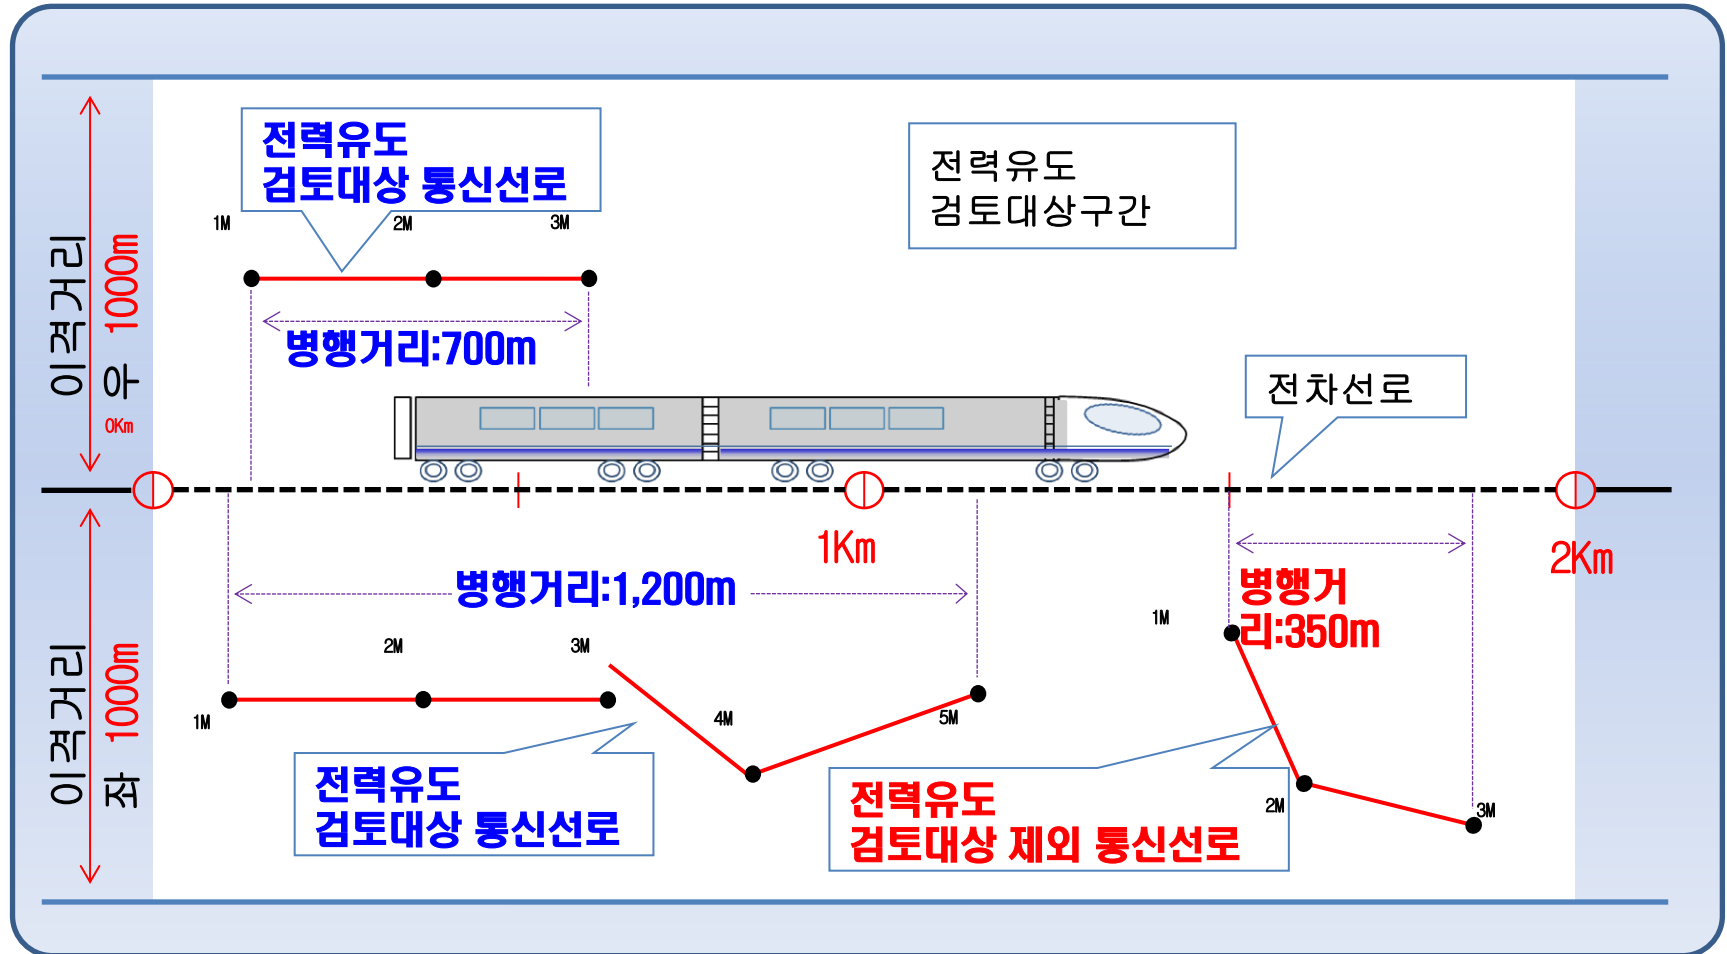 전력유도
검토대상 통신선로
전력유도
검토대상구간
1M
2M
3M
이격거리
우 1000m
병행거리:700m
전차선로
0Km
1Km
2Km
병행거리:1,200m
병행거
리:350m
1M
2M
3M
이격거리
좌 1000m
1M
4M
5M
전력유도
검토대상 통신선로
전력유도
검토대상 제외 통신선로
2M
3M